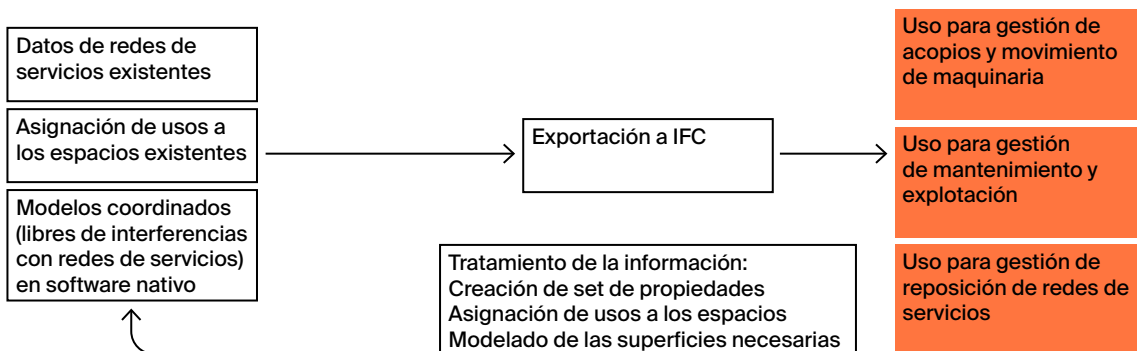 Datos de redes de
servicios existentes
Asignación de usos a
los espacios existentes
Modelos coordinados
(libres de interferencias
con redes de servicios)
en software nativo
Exportación a IFC
Tratamiento de la información:
Creación de set de propiedades
Asignación de usos a los espacios
Modelado de las superficies necesarias
Uso para gestión de
acopios y movimiento
de maquinaria
Uso para gestión
de mantenimiento y
explotación
Uso para gestión de
reposición de redes de
servicios